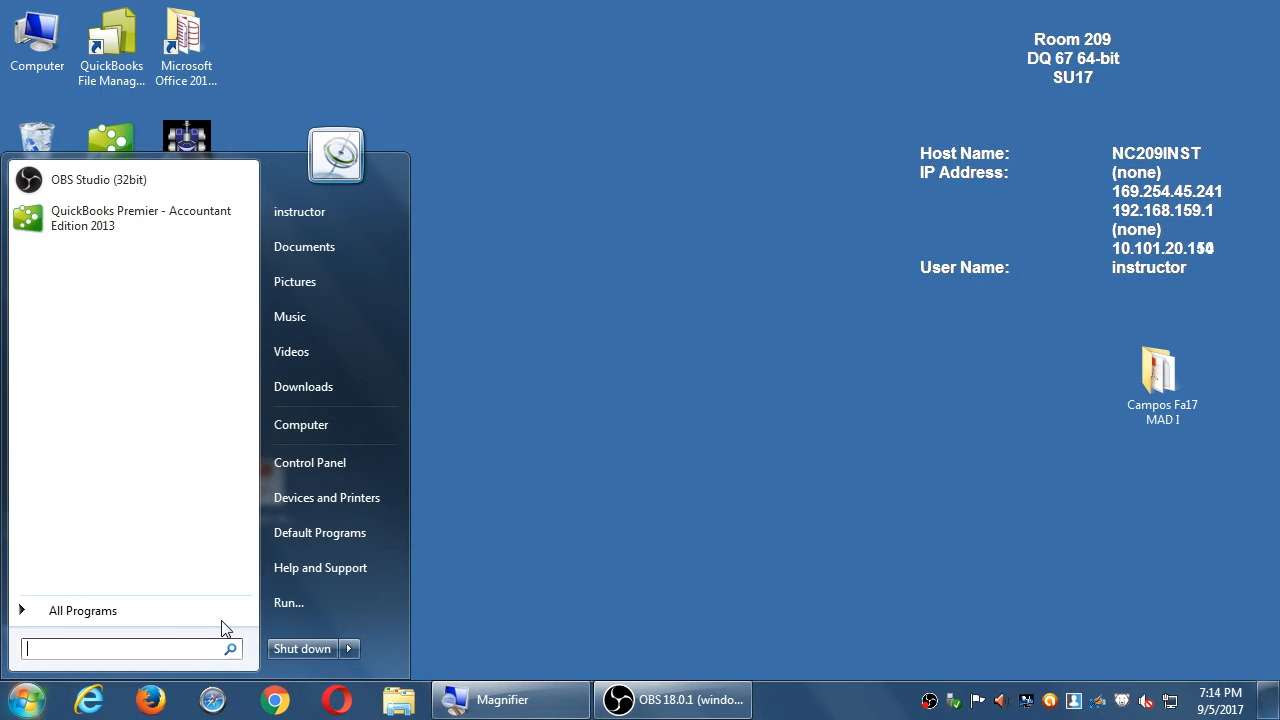 Computer
QuickBooks
File Manag...
Microsoft
Office 201...
Room 209
DQ 67 64-bit
SU17
Host Name: NC209INST
IP Address: (none)
169.254.45.241
192.168.159.1
(none)
10.101.20.
User Name: instructor
OBS Studio (32bit)
QuickBooks Premier - Accountant
Edition 2013
All Programs
instructor
Documents
Pictures
Music
Videos
Downloads
Computer
Control Panel
Devices and Printers
Default Programs
Help and Support
Run...
Shut down
Campos Fa17
MAD I
Magnifier
OBS 18.0.1 (windo...
7:14 PM
9/5/2017